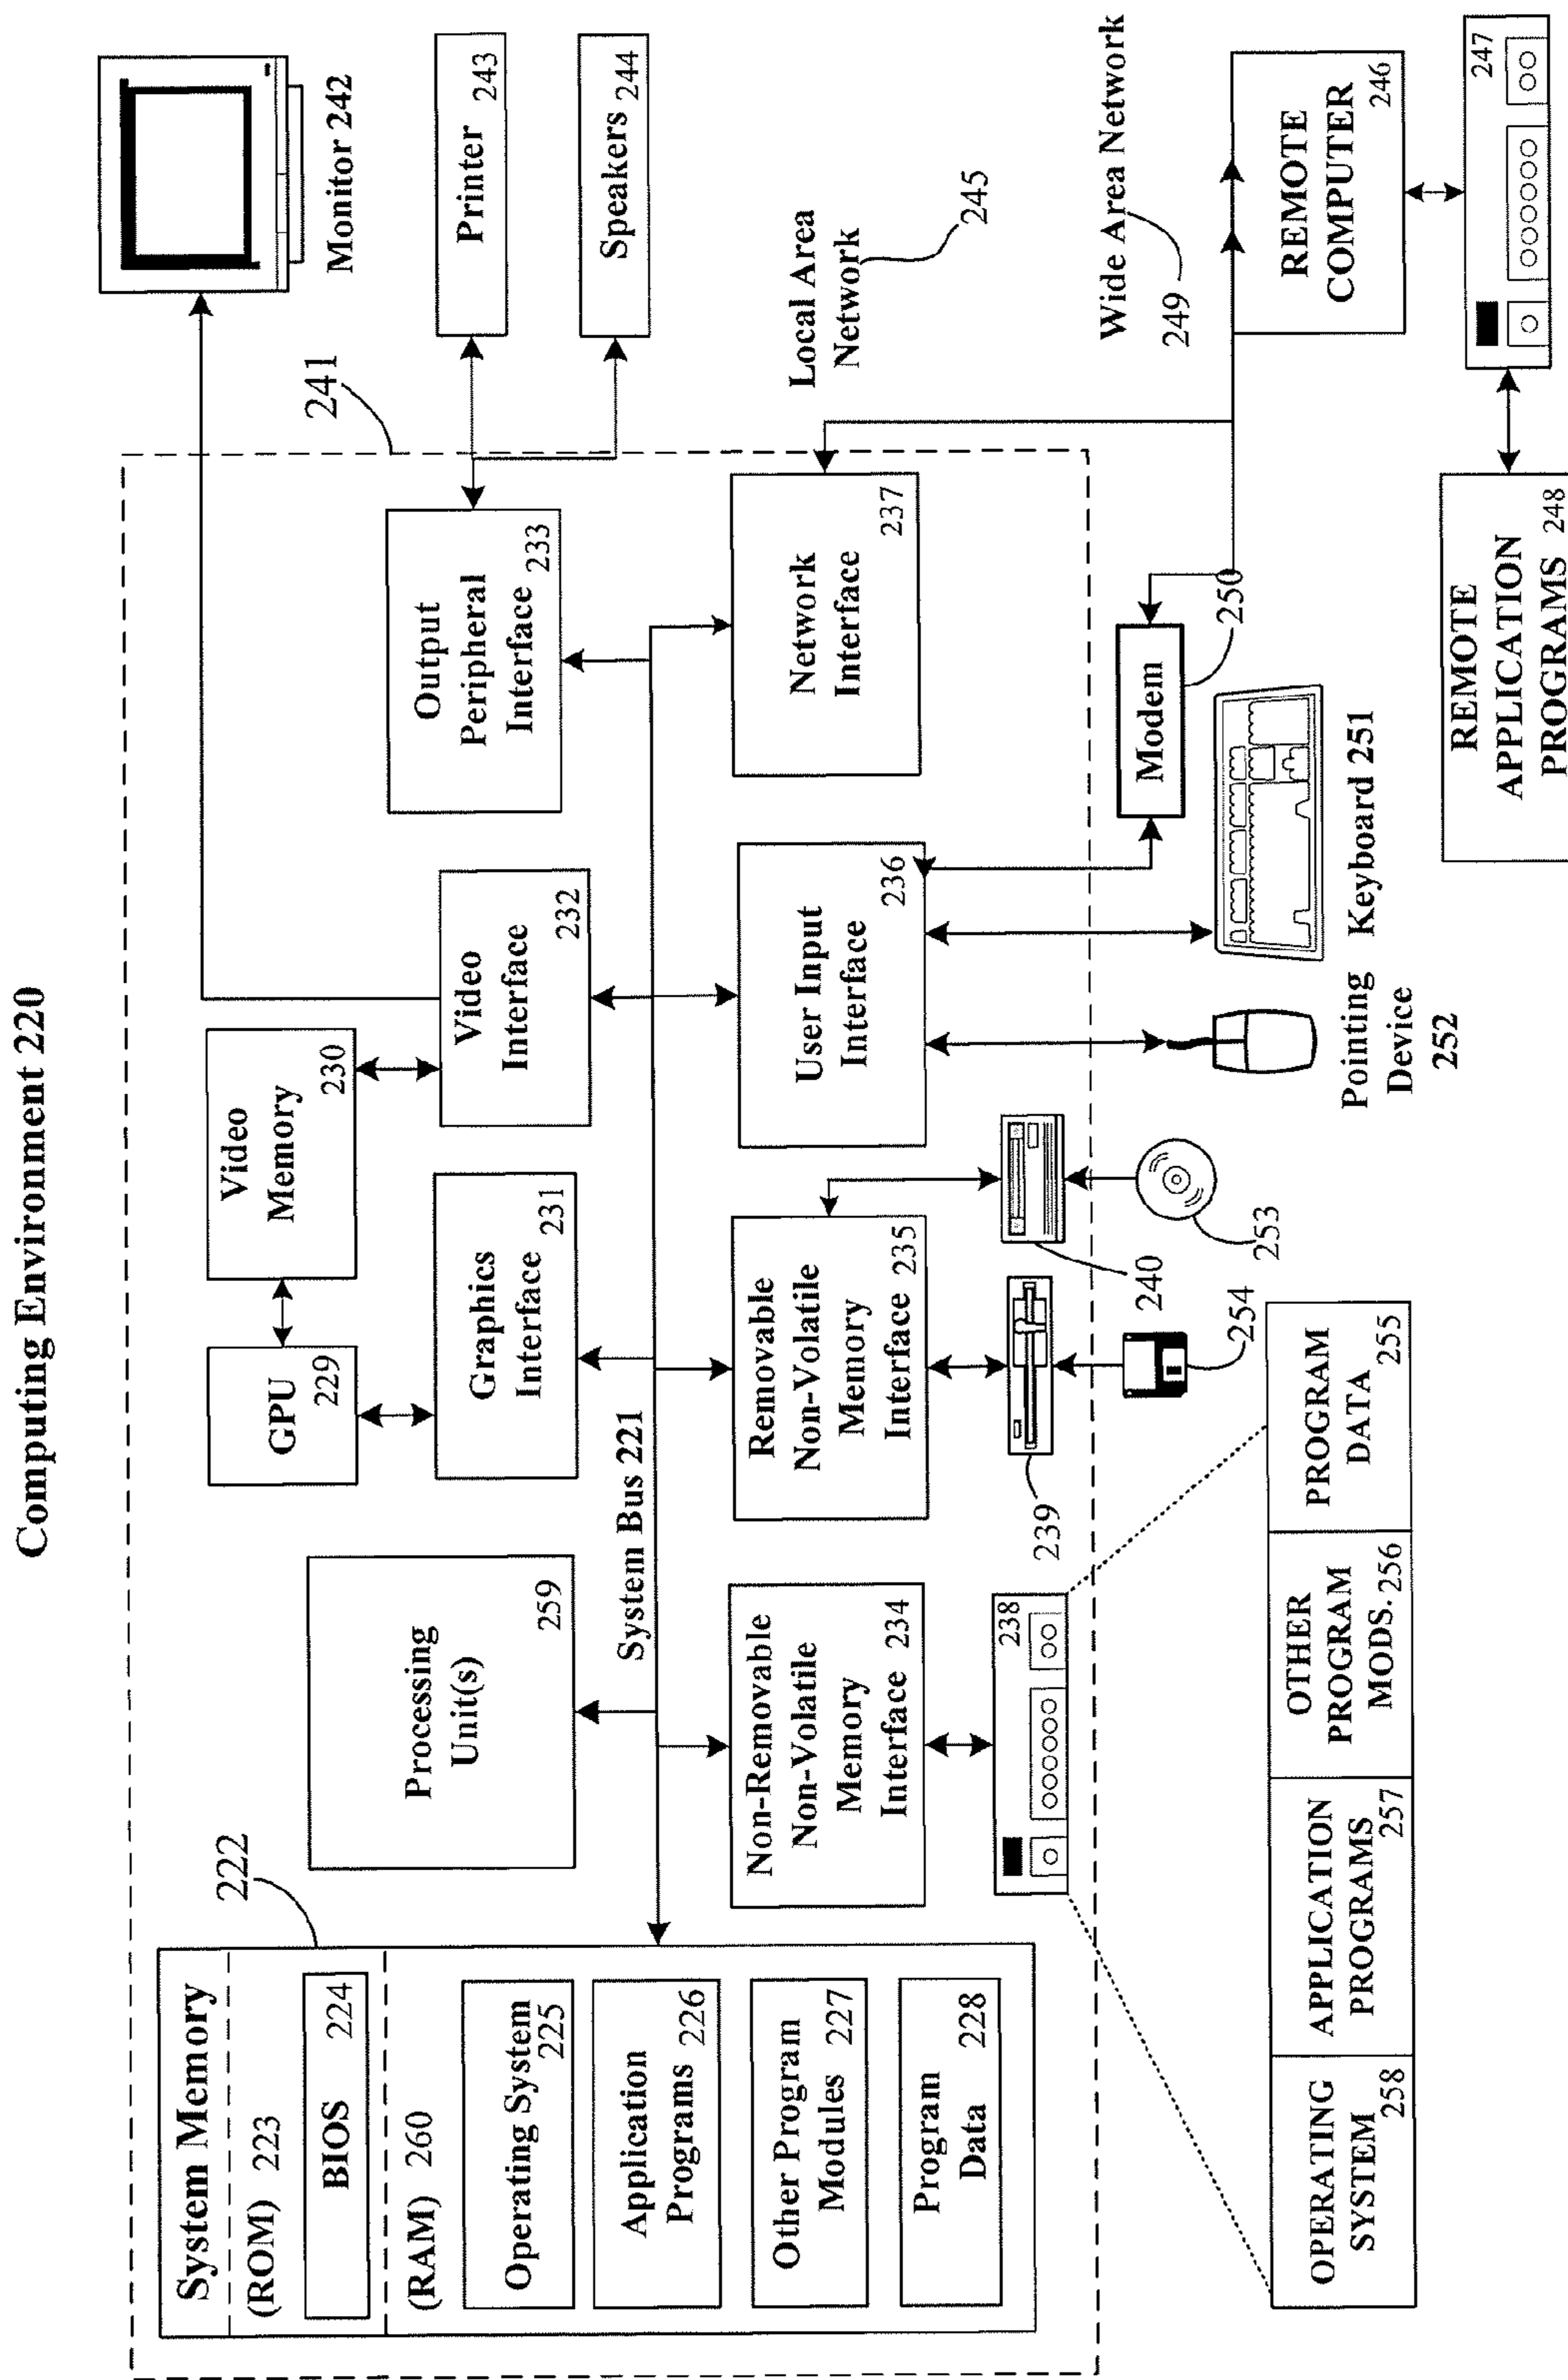 Computing Environment 220
System Memory
222
(ROM) 223
BIOS 224
(RAM) 260
Operating System
225
Application
Programs 226
Other Program
Modules 227
Program
Data 228
Processing
Unit(s)
259
System Bus 221
GPU
229
Video
Memory
230
Graphics
Interface
231
Video
Interface
232
Output
Peripheral
Interface 233
241
Monitor 242
Printer
243
Speakers
244
Non-Removable
Non-Volatile
Memory
Interface 234
Removable
Non-Volatile
Memory
Interface 235
User Input
Interface
236
Network
Interface
237
Local Area
Network
245
238
239
240
254
253
Pointing
Device
252
Keyboard 251
Modem
250
Wide Area Network
249
REMOTE
COMPUTER
246
247
REMOTE
APPLICATION
PROGRAMS 248
OPERATING
SYSTEM
258
APPLICATION
PROGRAMS
257
OTHER
PROGRAM
MODS. 256
PROGRAM
DATA
255